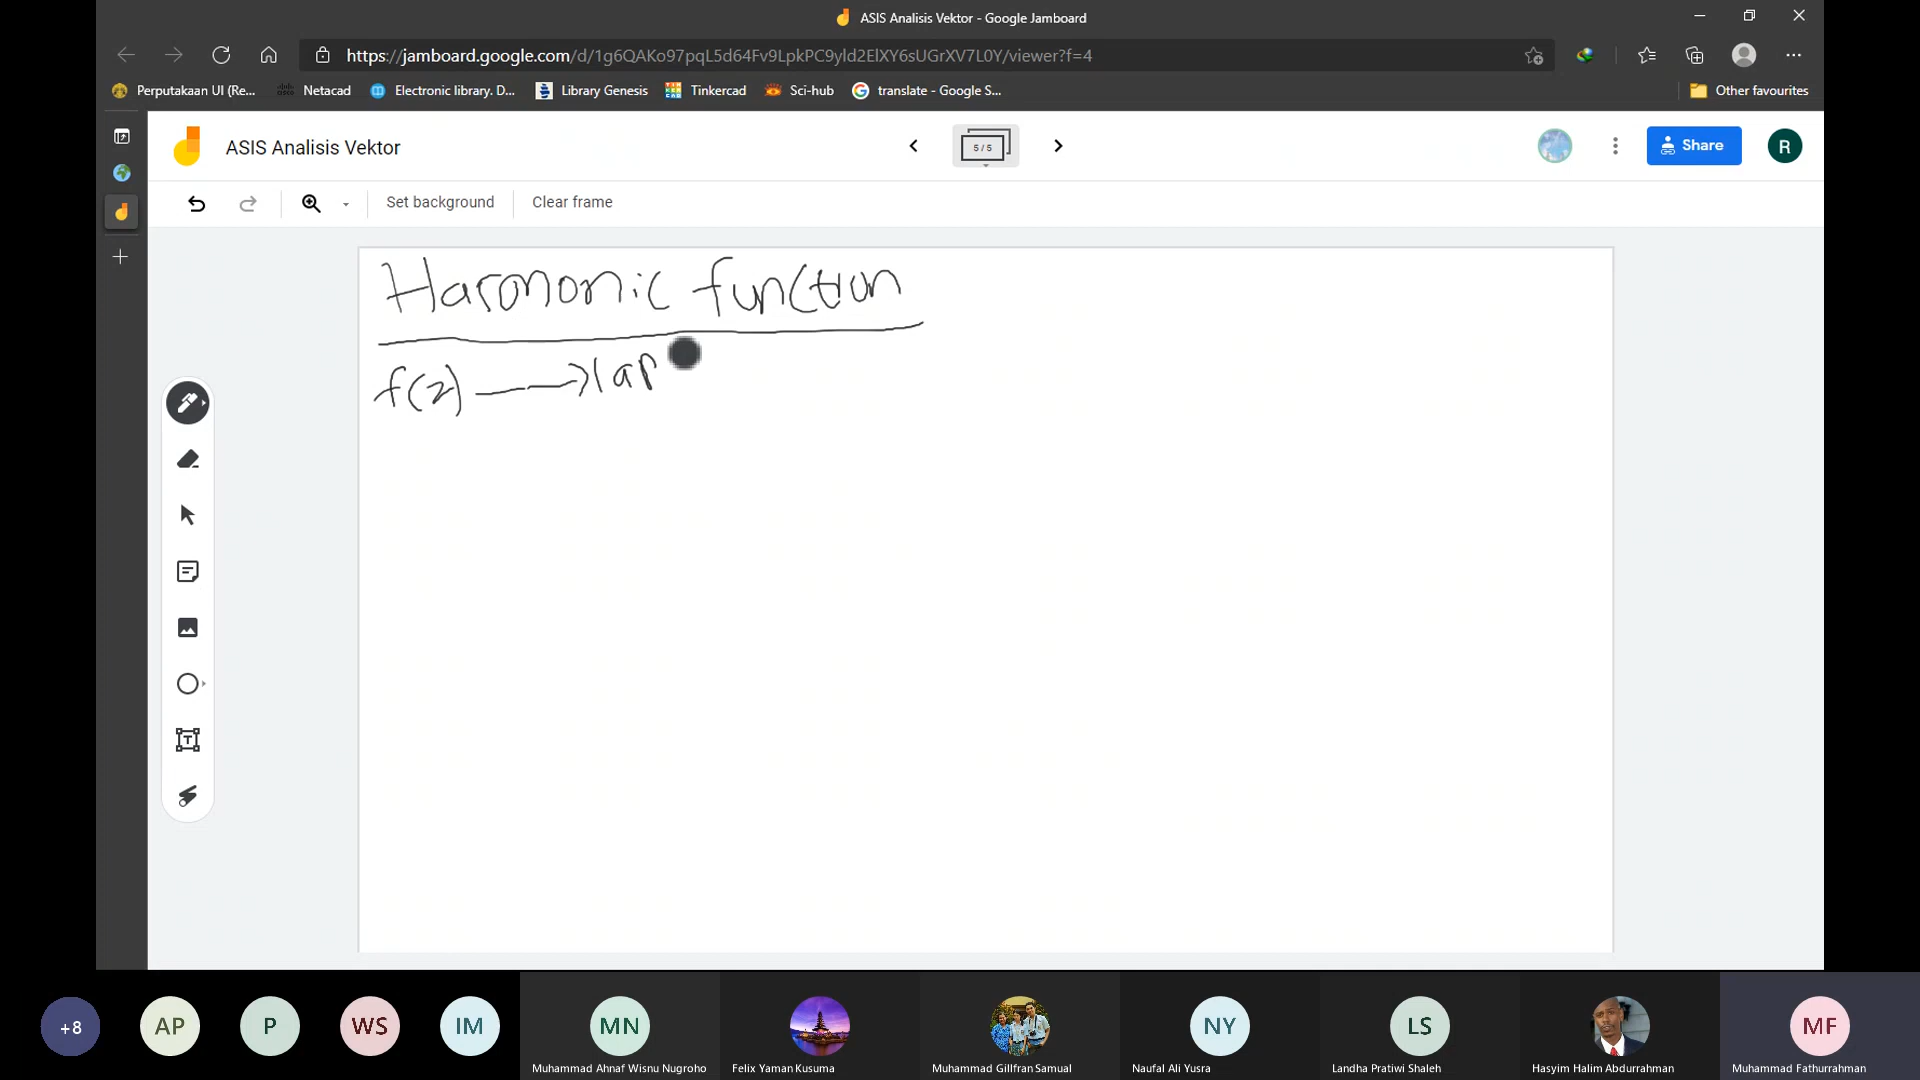 ASIS Analisis Vektor - Google Jamboard
https://jamboard.google.com/d/1g6QAKo97pqL5d64Fv9LpkPC9yld2ElXY6sUGrXV7L0Y/viewer?f=4
Perputakaan UI (Re... Netacad Electronic library. D... Library Genesis Tinkercad Sci-hub translate - Google S... Other favourites
ASIS Analisis Vektor 5 / 5 Share R
Set background Clear frame
Harmonic function
f(z) → lap
+8 AP P WS IM MN NY LS MF
Muhammad Ahnaf Wisnu Nugroho Felix Yaman Kusuma Muhammad Gillfran Samual Naufal Ali Yusra Landha Pratiwi Shaleh Hasyim Halim Abdurrahman Muhammad Fathurrahman